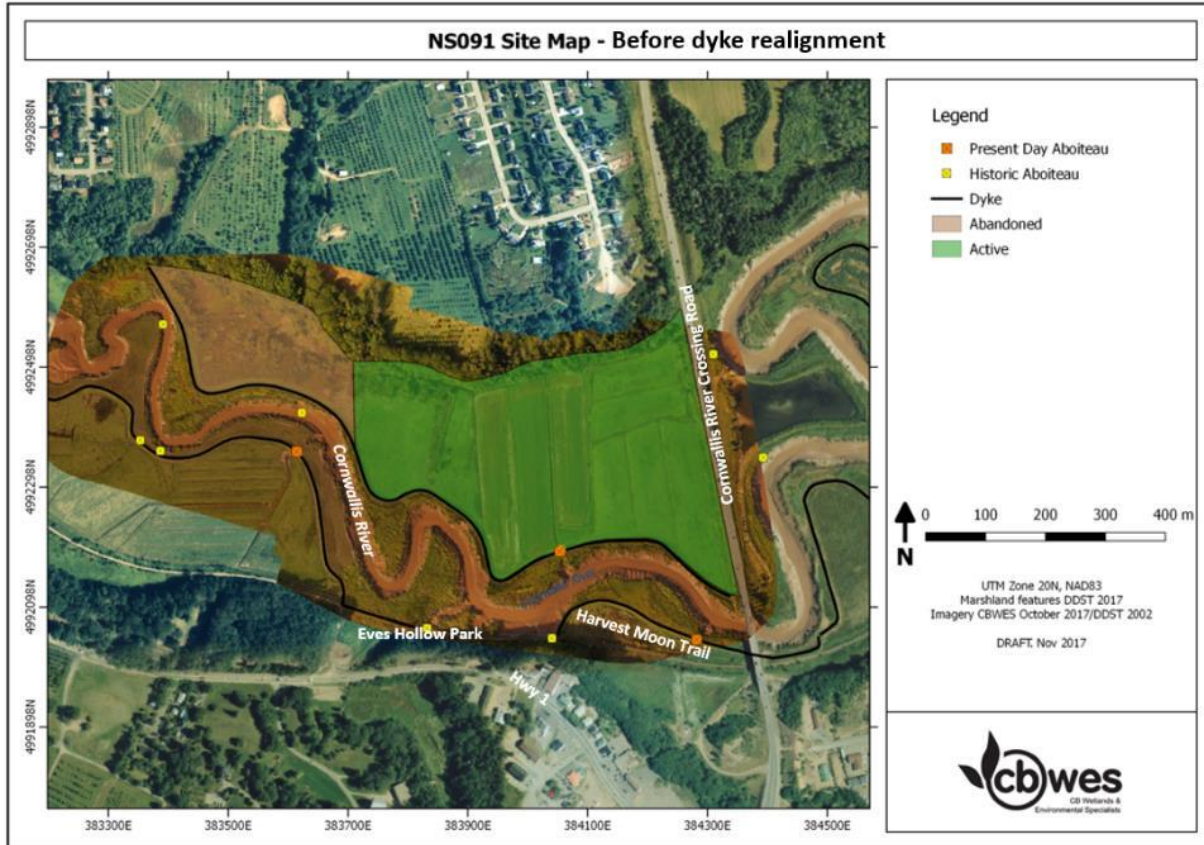 NS091 Site Map - Before dyke realignment
4992898N
4992698N
4992498N
4992298N
4992098N
4991898N
Cornwallis River Crossing Road
Cornwallis River
Eves Hollow Park
Harvest Moon Trail
Hwy 1
383300E 383500E 383700E 383900E 384100E 384300E 384500E
Legend
Present Day Aboiteau
Historic Aboiteau
Dyke
Abandoned
Active
N
0 100 200 300 400 m
UTM Zone 20N, NAD83
Marshland features DDST 2017
Imagery CBWES October 2017/DDST 2002
DRAFT. Nov 2017
cbwes
CB Wetlands &
Environmental Specialists